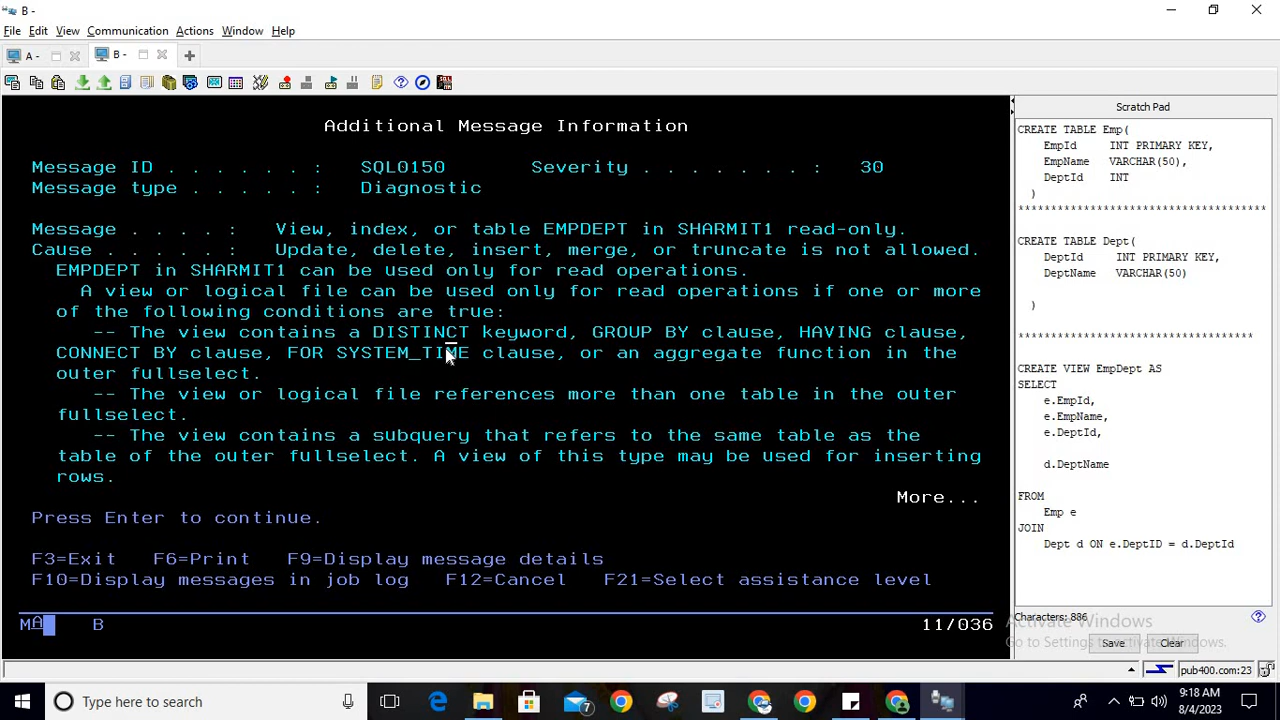 B -
File Edit View Communication Actions Window Help
A - B -
Additional Message Information
Message ID . . . . . . : SQL0150 Severity . . . . . . . : 30
Message type . . . . . : Diagnostic
Message . . . . : View, index, or table EMPDEPT in SHARMIT1 read-only.
Cause . . . . . : Update, delete, insert, merge, or truncate is not allowed.
EMPDEPT in SHARMIT1 can be used only for read operations.
A view or logical file can be used only for read operations if one or more
of the following conditions are true:
-- The view contains a DISTINCT keyword, GROUP BY clause, HAVING clause,
CONNECT BY clause, FOR SYSTEM_TIME clause, or an aggregate function in the
outer fullselect.
-- The view or logical file references more than one table in the outer
fullselect.
-- The view contains a subquery that refers to the same table as the
table of the outer fullselect. A view of this type may be used for inserting
rows.
More...
Press Enter to continue.
F3=Exit F6=Print F9=Display message details
F10=Display messages in job log F12=Cancel F21=Select assistance level
MA B 11/036
Scratch Pad
CREATE TABLE Emp(
EmpId INT PRIMARY KEY,
EmpName VARCHAR(50),
DeptId INT
)
***************************************
CREATE TABLE Dept(
DeptId INT PRIMARY KEY,
DeptName VARCHAR(50)
)
*************************************
CREATE VIEW EmpDept AS
SELECT
e.EmpId,
e.EmpName,
e.DeptId,
d.DeptName
FROM
Emp e
JOIN
Dept d ON e.DeptID = d.DeptId
Characters: 886
Activate Windows
Go to Settings to activate Windows.
Save Clear
pub400.com:23
Type here to search
7
9:18 AM
8/4/2023